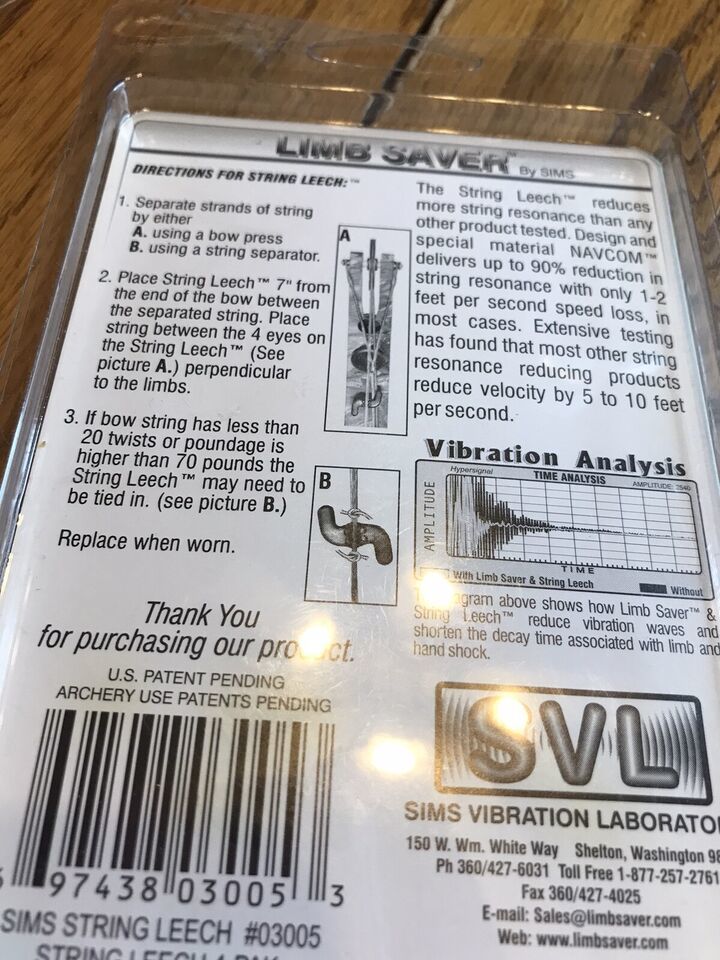 LIMB SAVER™ By SIMS
DIRECTIONS FOR STRING LEECH:™
1. Separate strands of string
by either
A. using a bow press
B. using a string separator.
2. Place String Leech™ 7" from
the end of the bow between
the separated string. Place
string between the 4 eyes on
the String Leech™ (See
picture A.) perpendicular
to the limbs.
3. If bow string has less than
20 twists or poundage is
higher than 70 pounds the
String Leech™ may need to
be tied in. (see picture B.)
Replace when worn.
A
B
Thank You
for purchasing our pro ct.
U.S. PATENT PENDING
ARCHERY USE PATENTS PENDING
97438 03005 3
SIMS STRING LEECH #03005
STRING LEECH
The String Leech™ reduces
more string resonance than any
other product tested. Design and
special material NAVCOM™
delivers up to 90% reduction in
string resonance with only 1-2
feet per second speed loss, in
most cases. Extensive testing
has found that most other string
resonance reducing products
reduce velocity by 5 to 10 feet
per second.
Vibration Analysis
Hypersignal TIME ANALYSIS AMPLITUDE:
AMPLITUDE
TIME
With Limb Saver & String Leech Without
agram above shows how Limb Saver™ &
String Leech™ reduce vibration waves and
shorten the decay time associated with limb and
hand shock.
SVL
SIMS VIBRATION LABORATO
150 W. Wm. White Way Shelton, Washington 98
Ph 360/427-6031 Toll Free 1-877-257-2761
Fax 360/427-4025
E-mail: Sales@limbsaver.com
Web: www.limbsaver.com